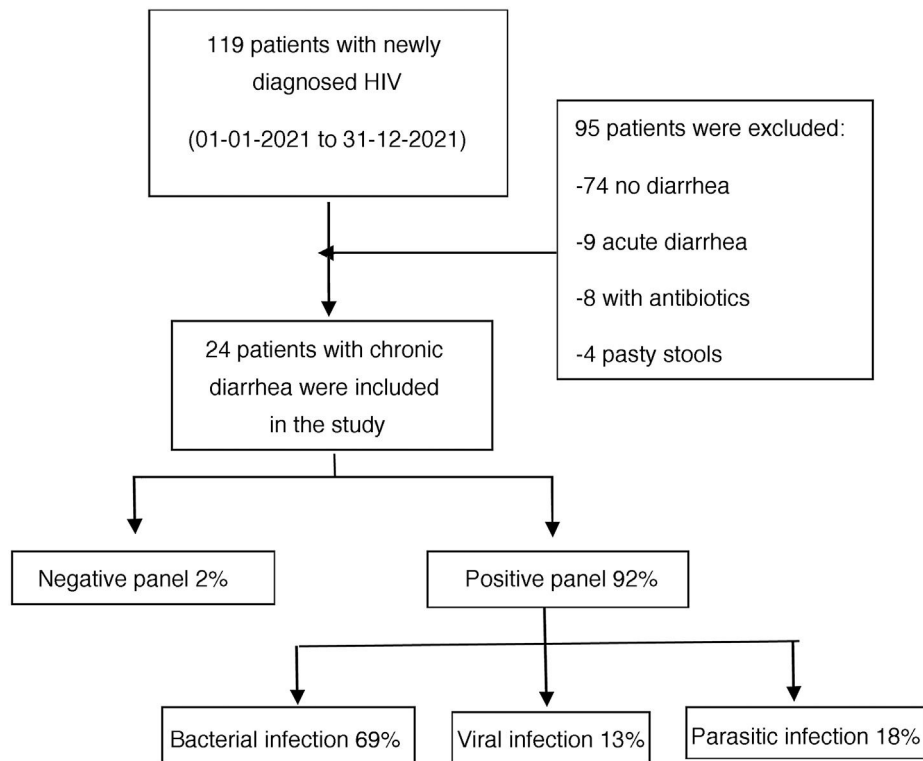 119 patients with newly
diagnosed HIV
(01-01-2021 to 31-12-2021)
95 patients were excluded:
-74 no diarrhea
-9 acute diarrhea
-8 with antibiotics
-4 pasty stools
24 patients with chronic
diarrhea were included
in the study
Negative panel 2%
Positive panel 92%
Bacterial infection 69%
Viral infection 13%
Parasitic infection 18%